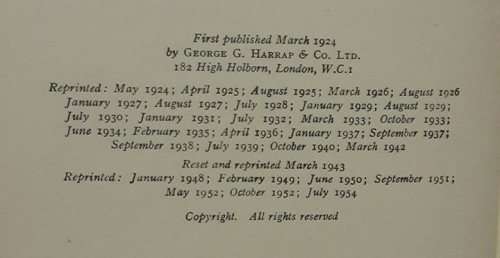 First published March 1924
by GEORGE G. HARRAP & CO. LTD.
182 High Holborn, London, W.C.1
Reprinted: May 1924; April 1925; August 1925; March 1926; August 1926
January 1927; August 1927; July 1928; January 1929; August 1929;
July 1930; January 1931; July 1932; March 1933; October 1933;
June 1934; February 1935; April 1936; January 1937; September 1937;
September 1938; July 1939; October 1940; March 1942
Reset and reprinted March 1943
Reprinted: January 1948; February 1949; June 1950; September 1951;
May 1952; October 1952; July 1954
Copyright. All rights reserved